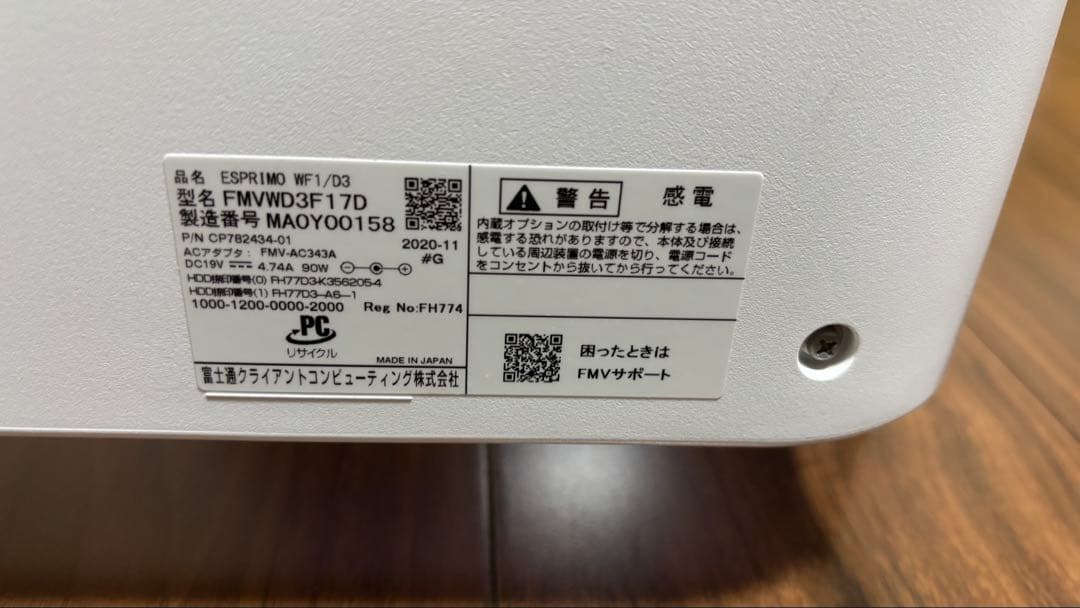 品名 ESPRIMO WF1/D3
型名 FMVWD3F17D
製造番号 MA0Y00158
P/N CP782434-01
2020-11
ACアダプタ: FMV-AC343A
#G
DC19V 4.74A 90W
HDD捺印番号(0) FH77D3-K356205-4
HDD捺印番号(1) FH77D3-A6-1
1000-1200-0000-2000 Reg No:FH774
PC
リサイクル
MADE IN JAPAN
富士通クライアントコンピューティング株式会社
警告 感電
内蔵オプションの取付け等で分解する場合は、
感電する恐れがありますので、本体及び接続
している周辺装置の電源を切り、電源コード
をコンセントから抜いてから行ってください。
困ったときは
FMVサポート